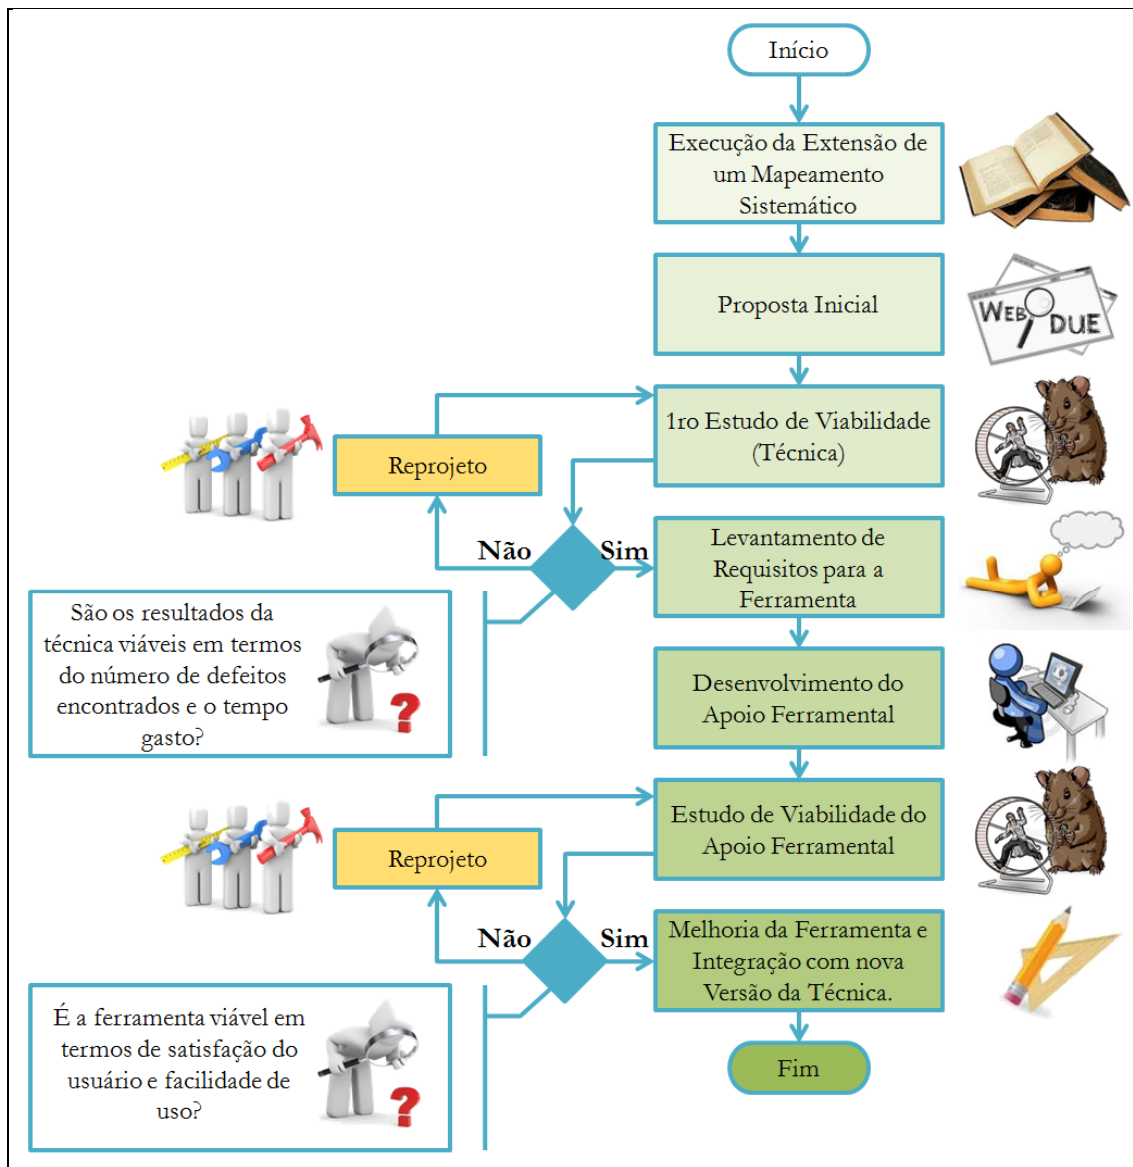 Início
Execução da Extensão de
um Mapeamento
Sistemático
Proposta Inicial
WEB DUE
1ro Estudo de Viabilidade
(Técnica)
Reprojeto
Não
Sim
Levantamento de
Requisitos para a
Ferramenta
São os resultados da
técnica viáveis em termos
do número de defeitos
encontrados e o tempo
gasto?
?
Desenvolvimento do
Apoio Ferramental
Estudo de Viabilidade do
Apoio Ferramental
Reprojeto
Não
Sim
Melhoria da Ferramenta e
Integração com nova
Versão da Técnica.
É a ferramenta viável em
termos de satisfação do
usuário e facilidade de
uso?
?
Fim